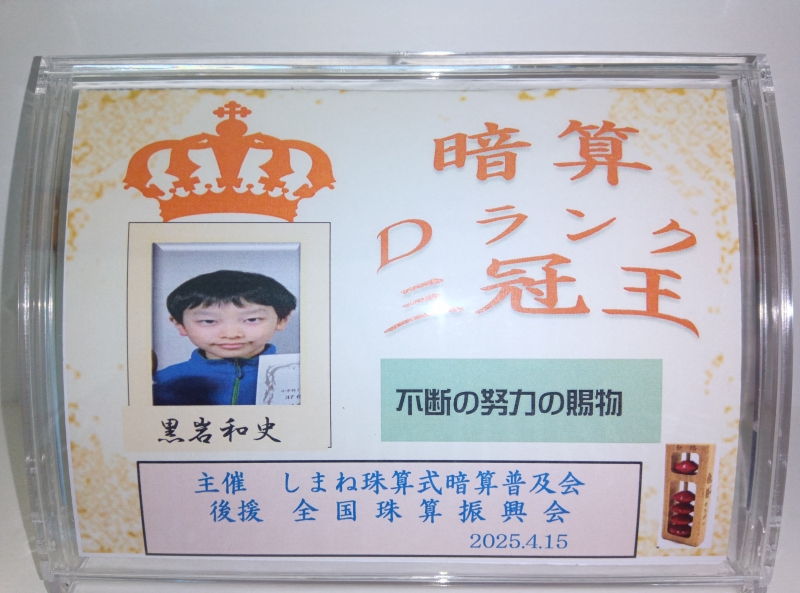 暗算
Dランク
三冠王
不断の努力の賜物
黒岩和史
主催 しまね珠算式暗算普及会
後援 全国珠算振興会
2025.4.15